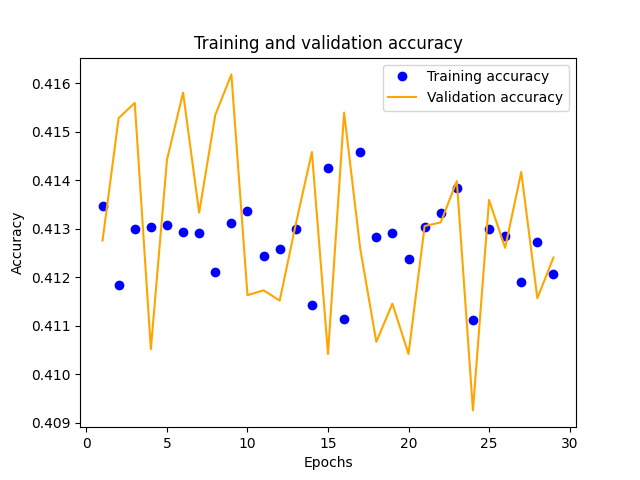 Training and validation accuracy
Training accuracy
Validation accuracy
Accuracy
0.416
0.415
0.414
0.413
0.412
0.411
0.410
0.409
0 5 10 15 20 25 30
Epochs